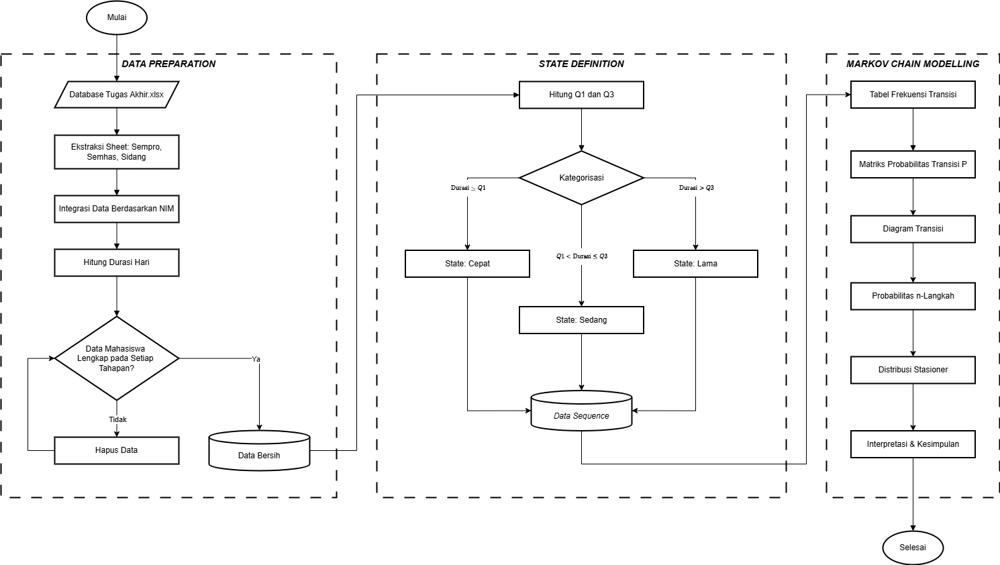 Mulai
DATA PREPARATION
Database Tugas Akhir.xlsx
Ekstraksi Sheet: Sempro,
Semhas, Sidang
Integrasi Data Berdasarkan NIM
Hitung Durasi Hari
Data Mahasiswa
Lengkap pada Setiap
Tahapan?
Ya
Tidak
Hapus Data
Data Bersih
STATE DEFINITION
Hitung Q1 dan Q3
Kategorisasi
Durasi ≤ Q1
Durasi > Q3
Q1 < Durasi ≤ Q3
State: Cepat
State: Lama
State: Sedang
Data Sequence
MARKOV CHAIN MODELLING
Tabel Frekuensi Transisi
Matriks Probabilitas Transisi P
Diagram Transisi
Probabilitas n-Langkah
Distribusi Stasioner
Interpretasi & Kesimpulan
Selesai